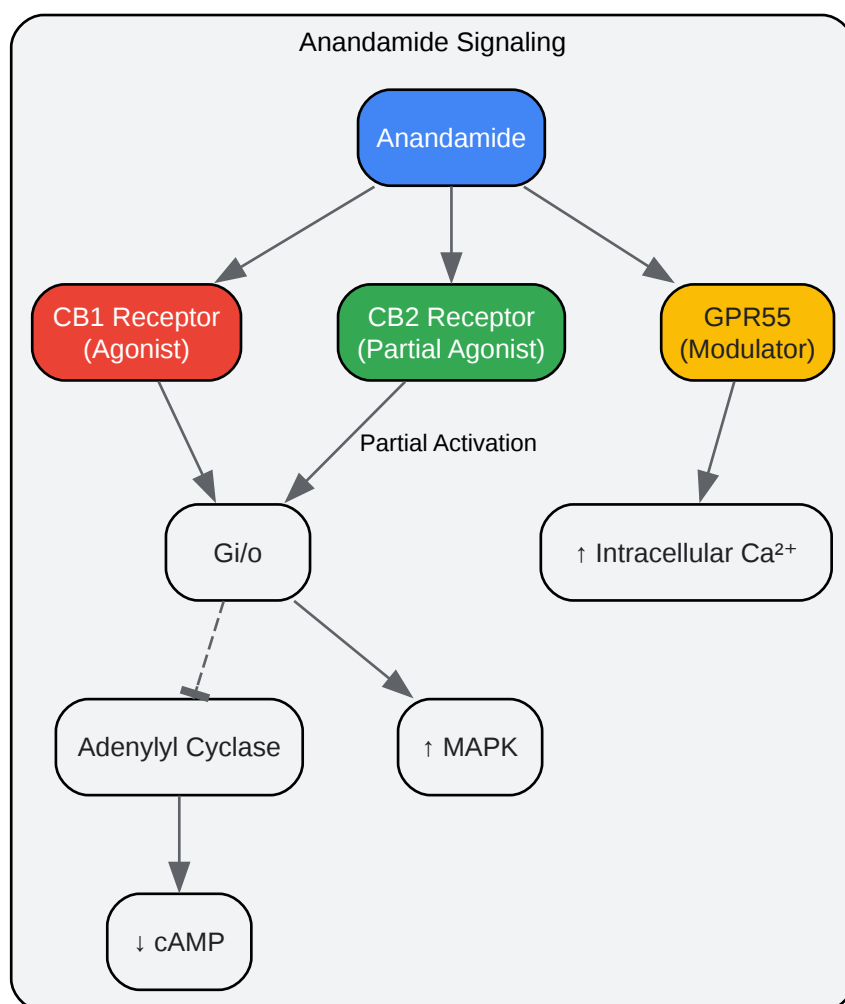 Anandamide Signaling
Anandamide
CB1 Receptor
(Agonist)
CB2 Receptor
(Partial Agonist)
GPR55
(Modulator)
Partial Activation
Gi/o
↑ Intracellular Ca²⁺
Adenylyl Cyclase
↑ MAPK
↓ cAMP